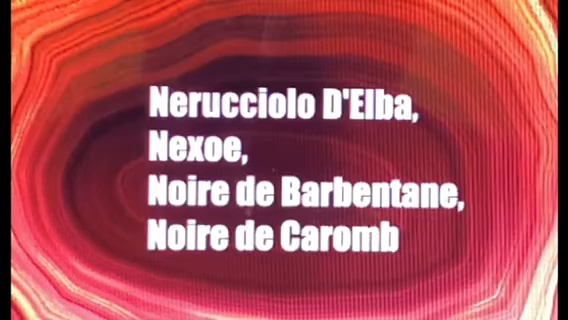 Nerucciolo D'Elba,
Nexoe,
Noire de Barbentane,
Noire de Caromb